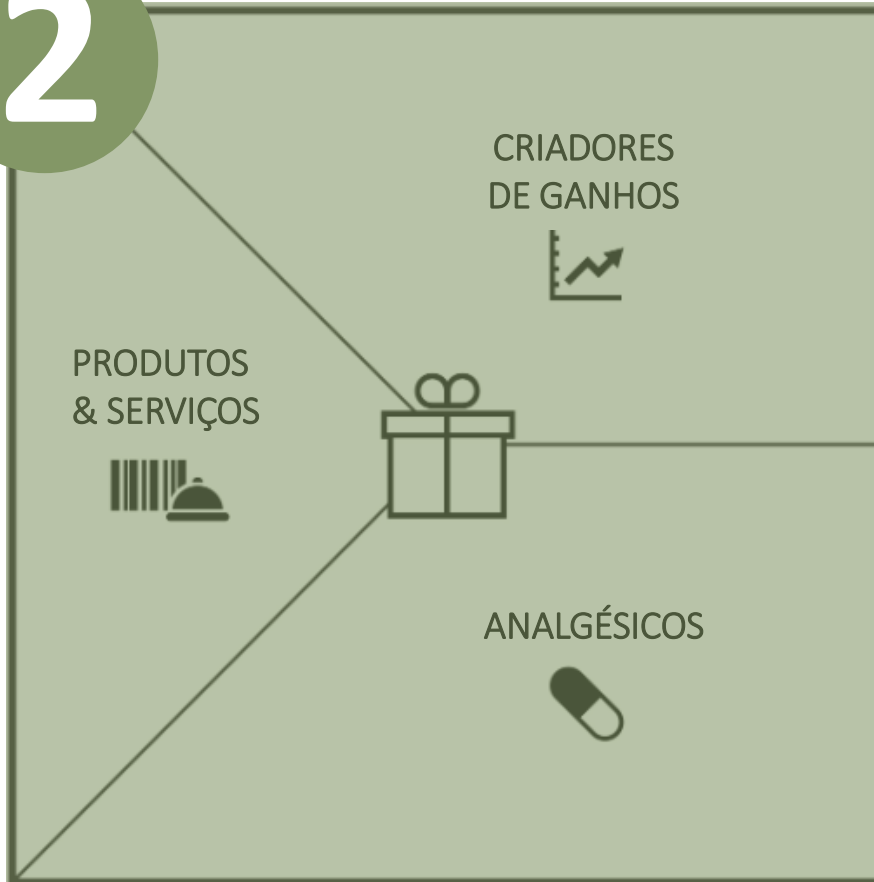 2
CRIADORES
DE GANHOS
PRODUTOS
& SERVIÇOS
ANALGÉSICOS